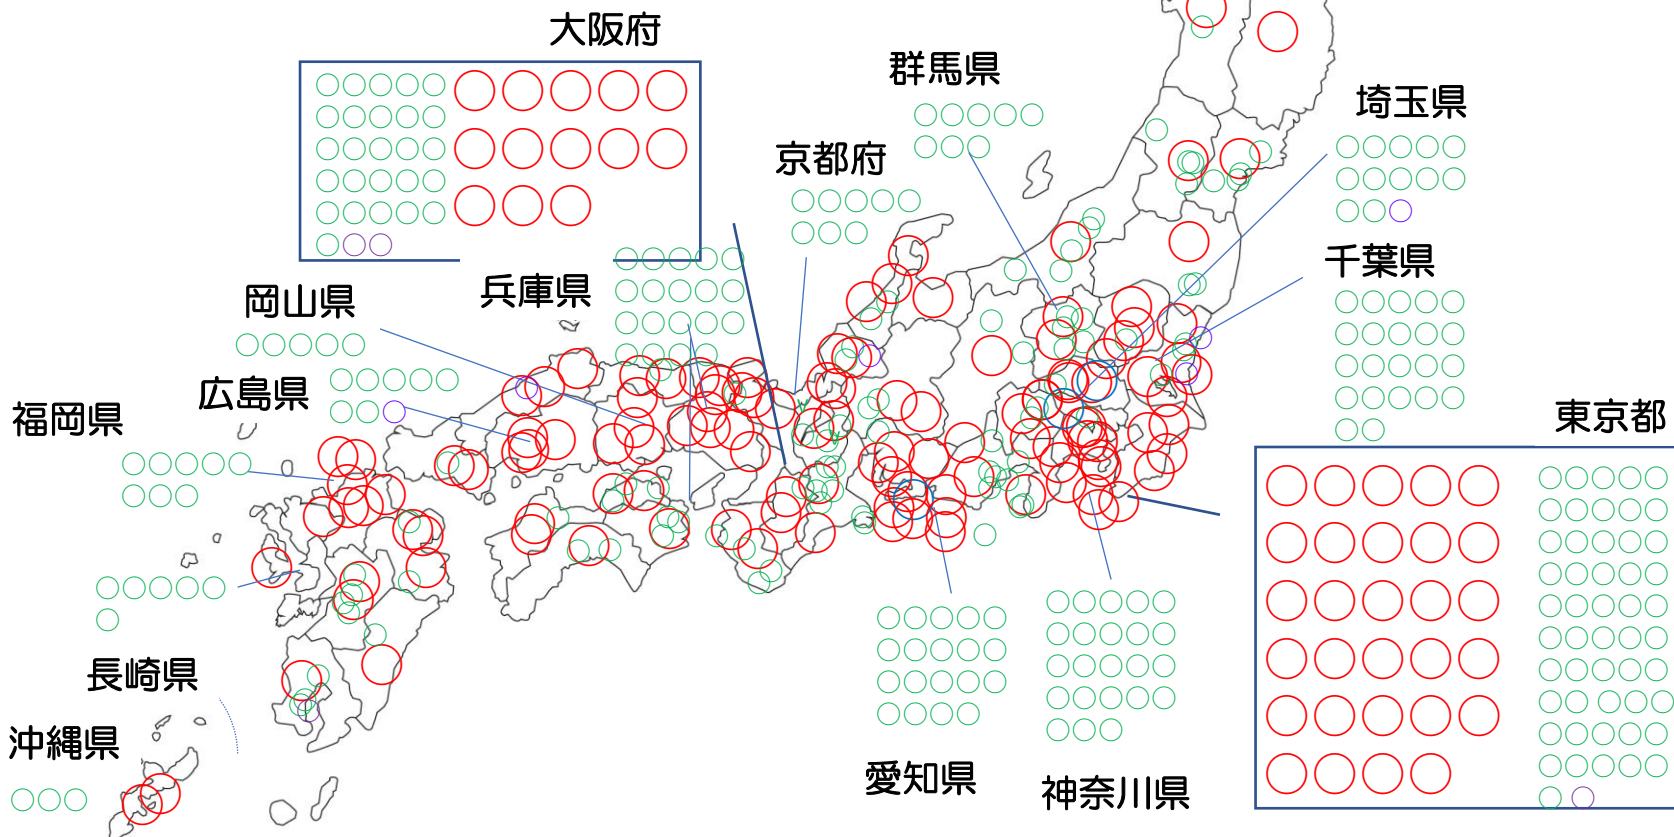 大阪府
群馬県
埼玉県
京都府
千葉県
兵庫県
岡山県
広島県
福岡県
東京都
長崎県
沖縄県
愛知県
神奈川県